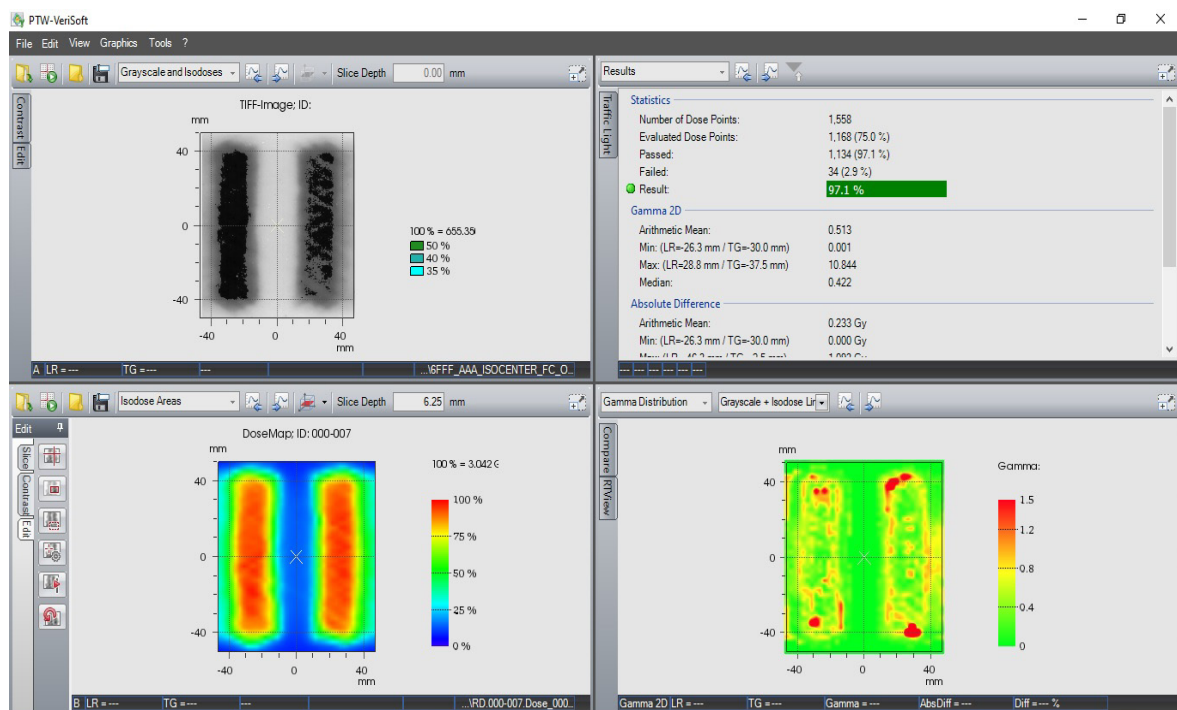 PTW-VeriSoft
File Edit View Graphics Tools ?
Grayscale and Isodoses
Slice Depth 0.00 mm
Contrast
Edit
TIFF-Image; ID:
mm
40
0
-40
-40 0 40
mm
100 % = 655.35
50 %
40 %
35 %
A LR = --- TG = --- --- ...\6FFF_AAA_ISOCENTER_FC_O...
Results
Traffic Light
Statistics
Number of Dose Points: 1,558
Evaluated Dose Points: 1,168 (75.0 %)
Passed: 1,134 (97.1 %)
Failed: 34 (2.9 %)
Result: 97.1 %
Gamma 2D
Arithmetic Mean: 0.513
Min: (LR=-26.3 mm / TG=-30.0 mm) 0.001
Max: (LR=28.8 mm / TG=-37.5 mm) 10.844
Median: 0.422
Absolute Difference
Arithmetic Mean: 0.233 Gy
Min: (LR=-26.3 mm / TG=-30.0 mm) 0.000 Gy
--- --- --- --- --- ---
Isodose Areas
Slice Depth 6.25 mm
Edit
Slice
Contrast
Edit
DoseMap; ID: 000-007
mm
40
0
-40
-40 0 40
mm
100 % = 3.042 G
100 %
75 %
50 %
25 %
0 %
B LR = --- TG = --- --- ...\RD.000-007.Dose_000...
Gamma Distribution
Grayscale + Isodose Lir
Compare
RTView
mm
40
0
-40
-40 0 40
mm
Gamma:
1.5
1.2
0.8
0.4
0
Gamma 2D LR = --- TG = --- Gamma = --- AbsDiff = --- Diff = --- %